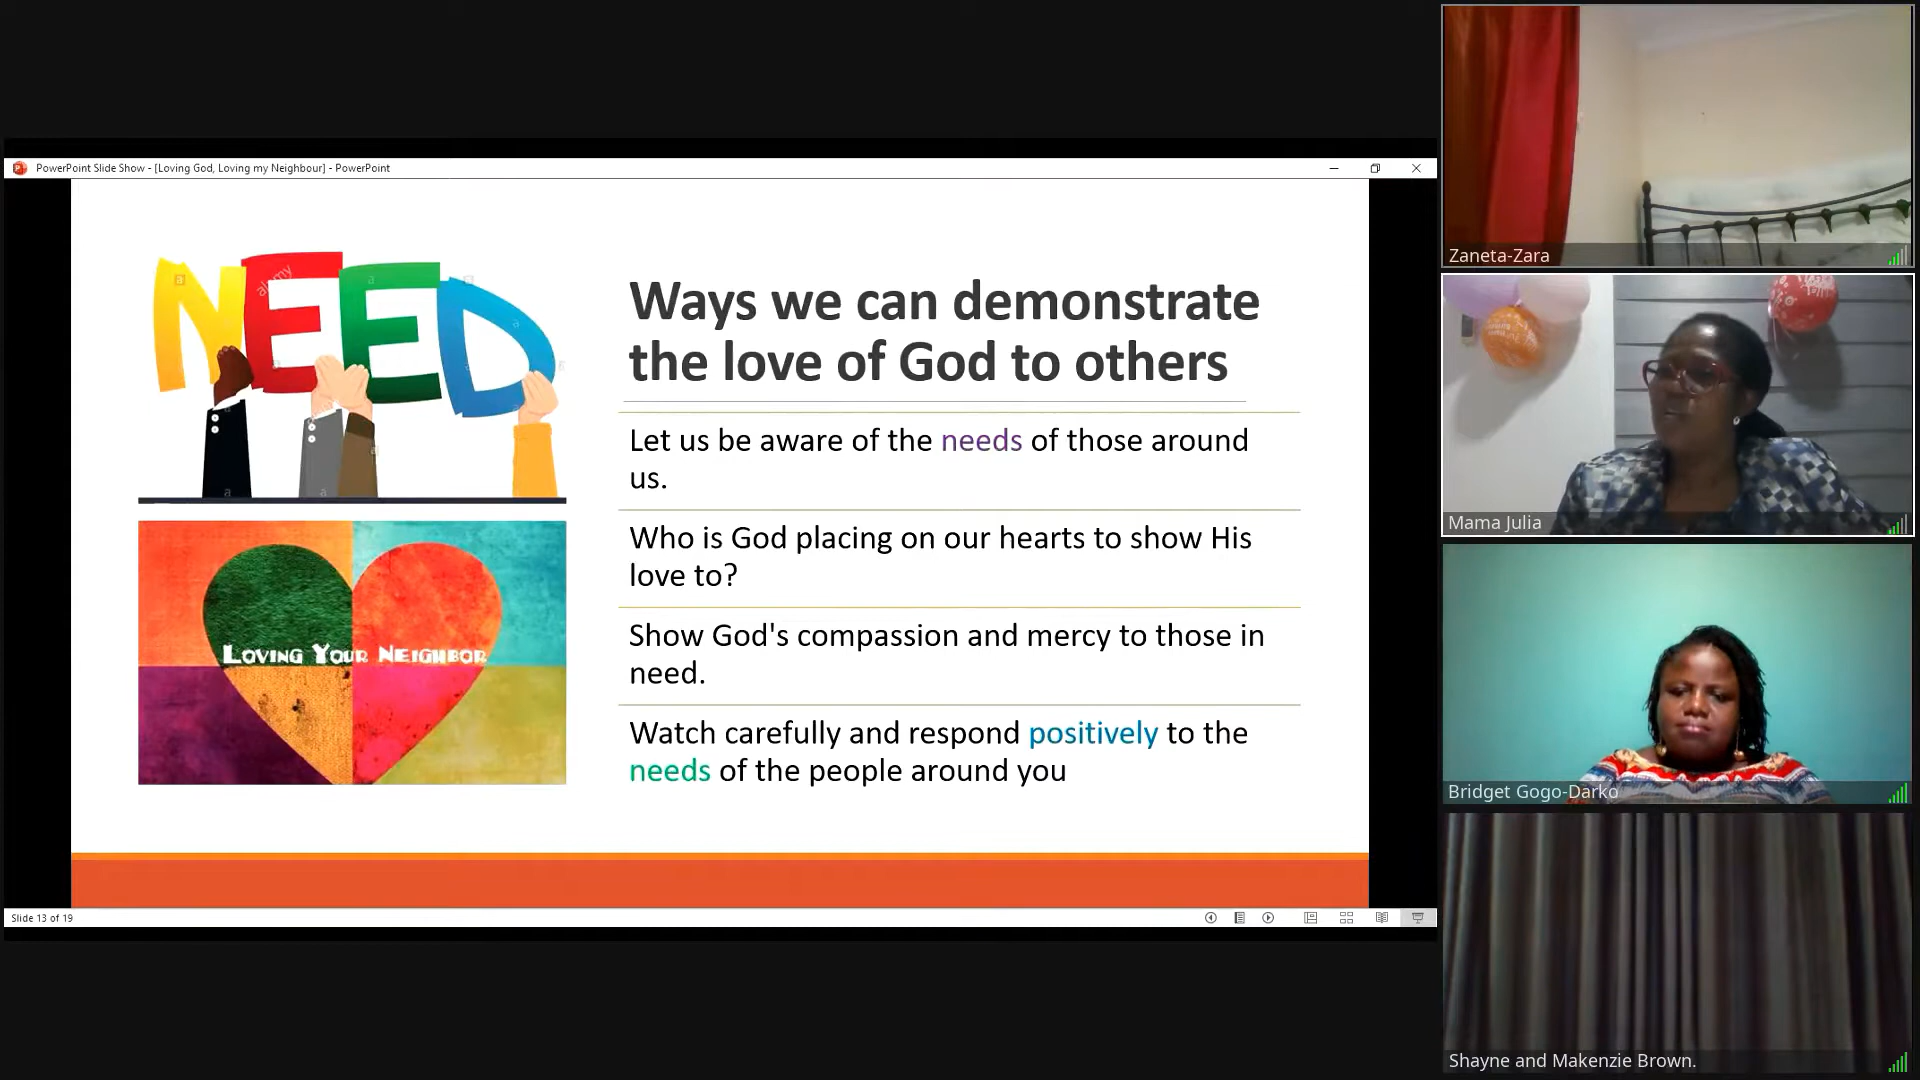 PowerPoint Slide Show - [Loving God, Loving my Neighbour] - PowerPoint
NEED
alamy
Ways we can demonstrate
the love of God to others
Let us be aware of the needs of those around
us.
Who is God placing on our hearts to show His
love to?
Show God's compassion and mercy to those in
need.
Watch carefully and respond positively to the
needs of the people around you
LOVING YOUR NEIGHBOR
Slide 13 of 19
Zaneta-Zara
Mama Julia
Bridget Gogo-Darko
Shayne and Makenzie Brown.